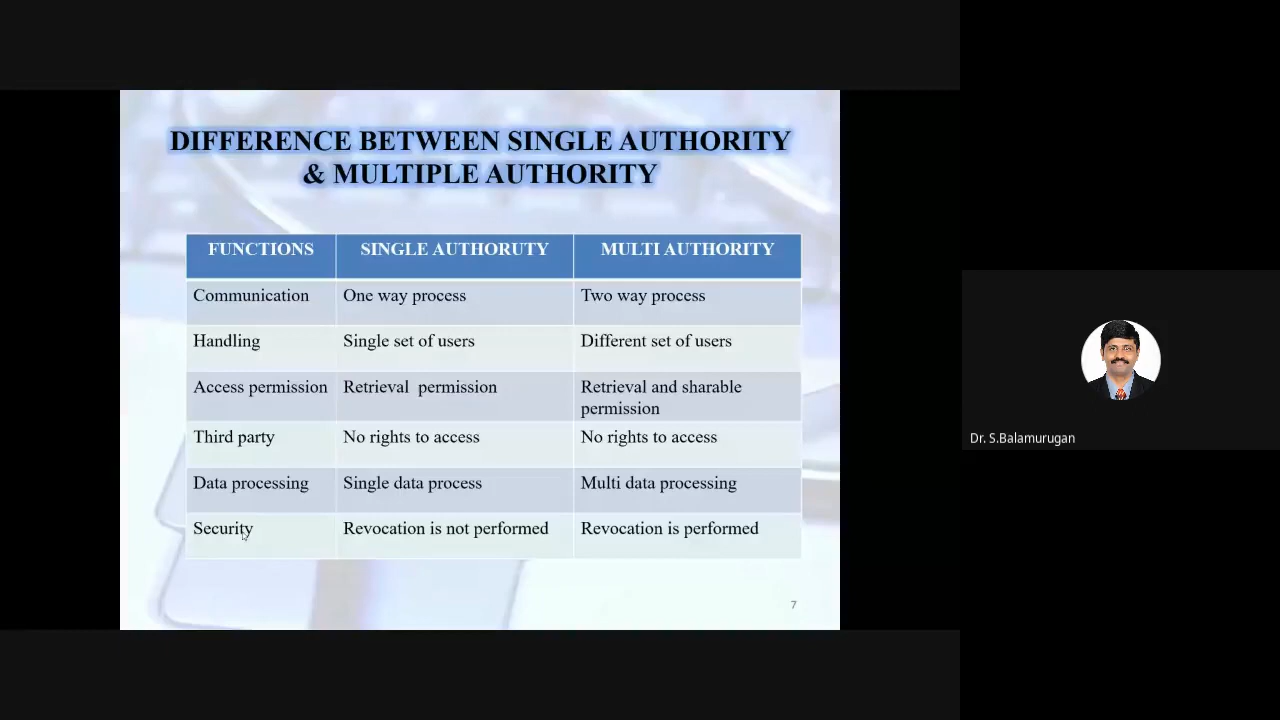 DIFFERENCE BETWEEN SINGLE AUTHORITY
& MULTIPLE AUTHORITY
FUNCTIONS SINGLE AUTHORUTY MULTI AUTHORITY
Communication One way process Two way process
Handling Single set of users Different set of users
Access permission Retrieval permission Retrieval and sharable
permission
Third party No rights to access No rights to access
Data processing Single data process Multi data processing
Security Revocation is not performed Revocation is performed
7
Dr. S.Balamurugan